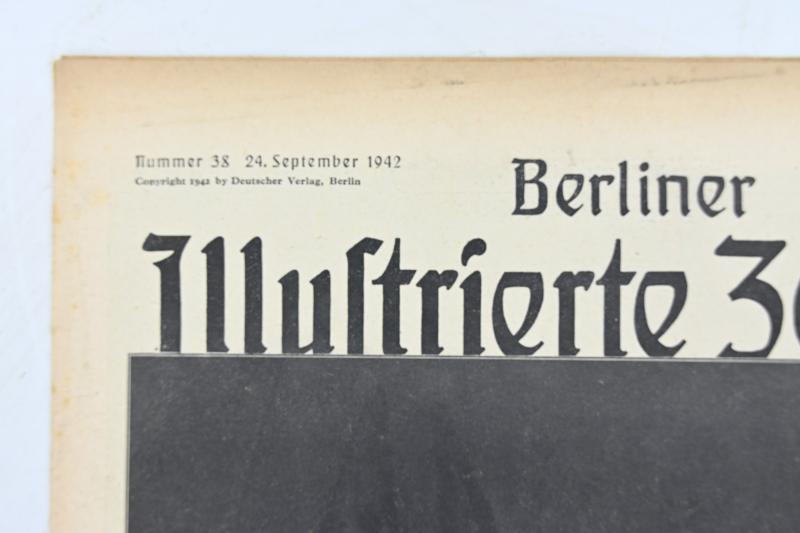 Nummer 38 24. September 1942
Copyright 1942 by Deutscher Verlag, Berlin
Berliner
Illuſtrierte